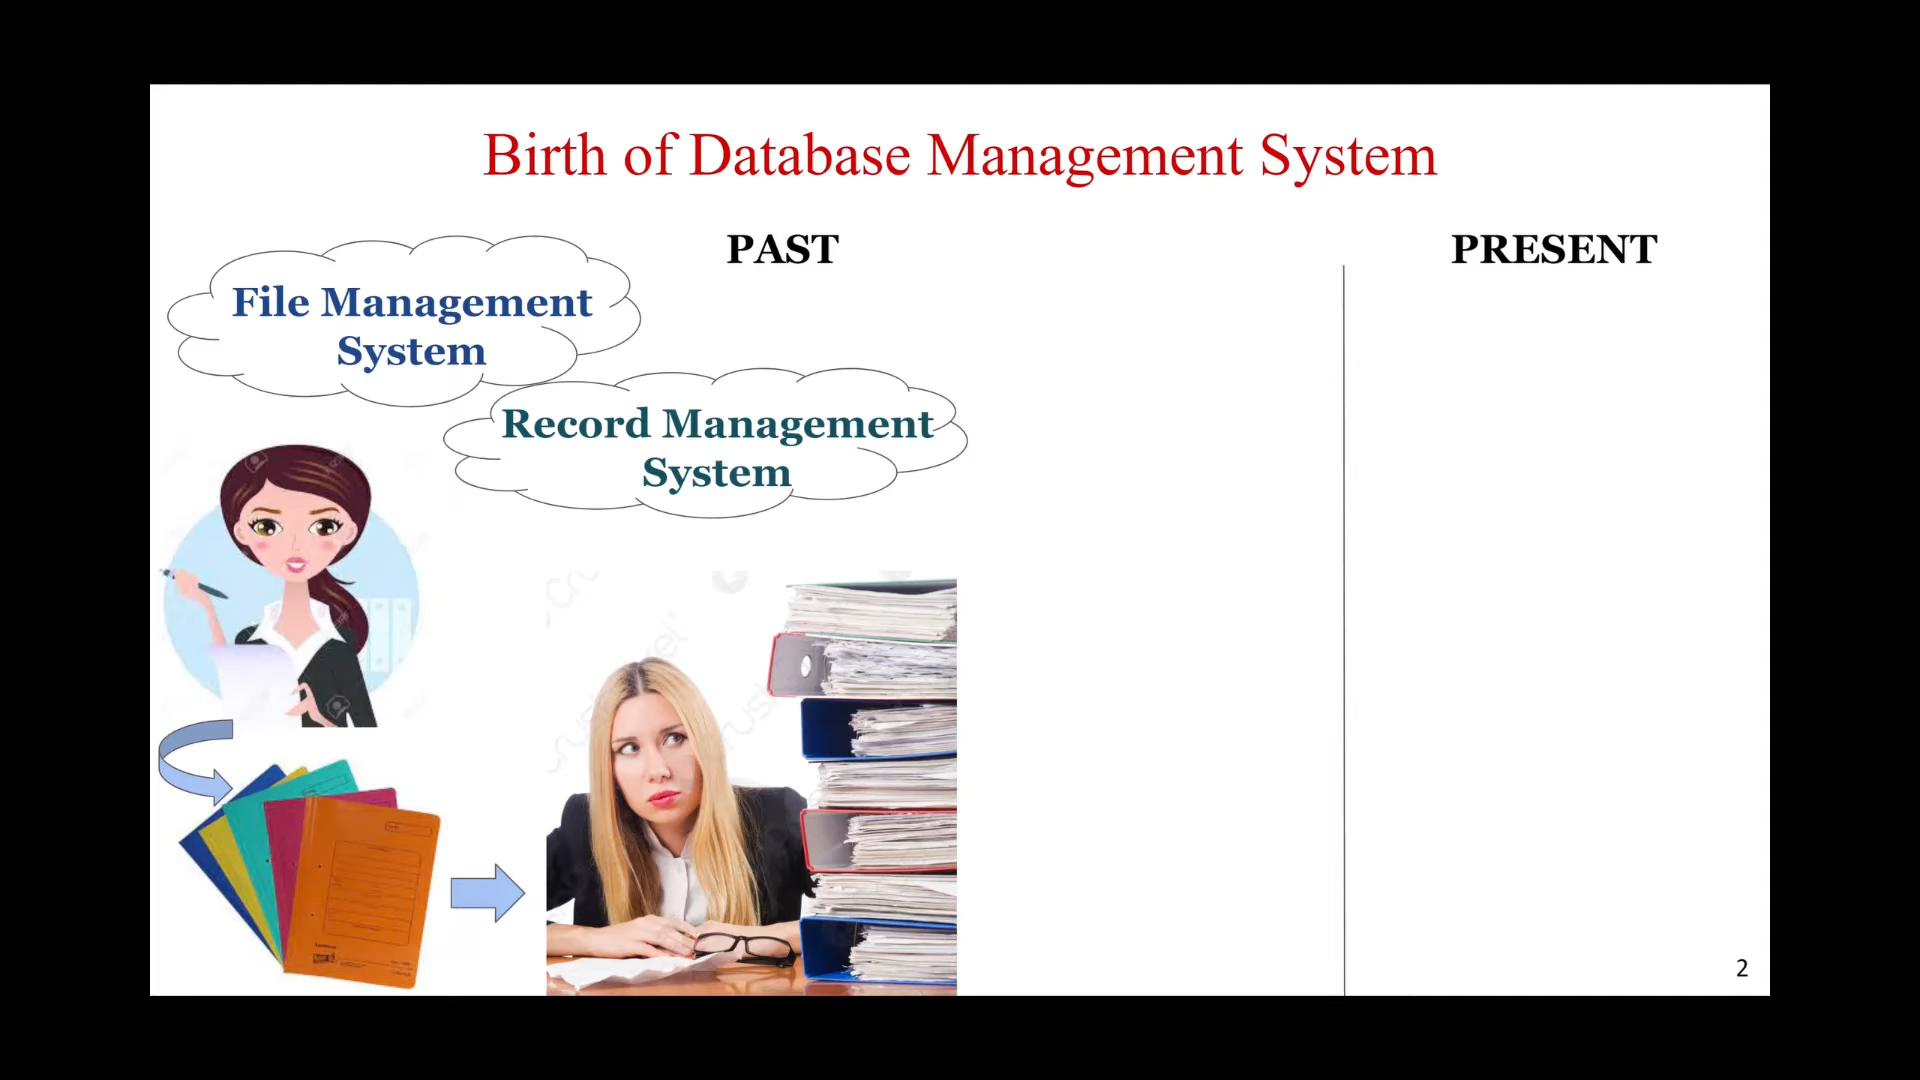 Birth of Database Management System
PAST
PRESENT
File Management
System
Record Management
System
2